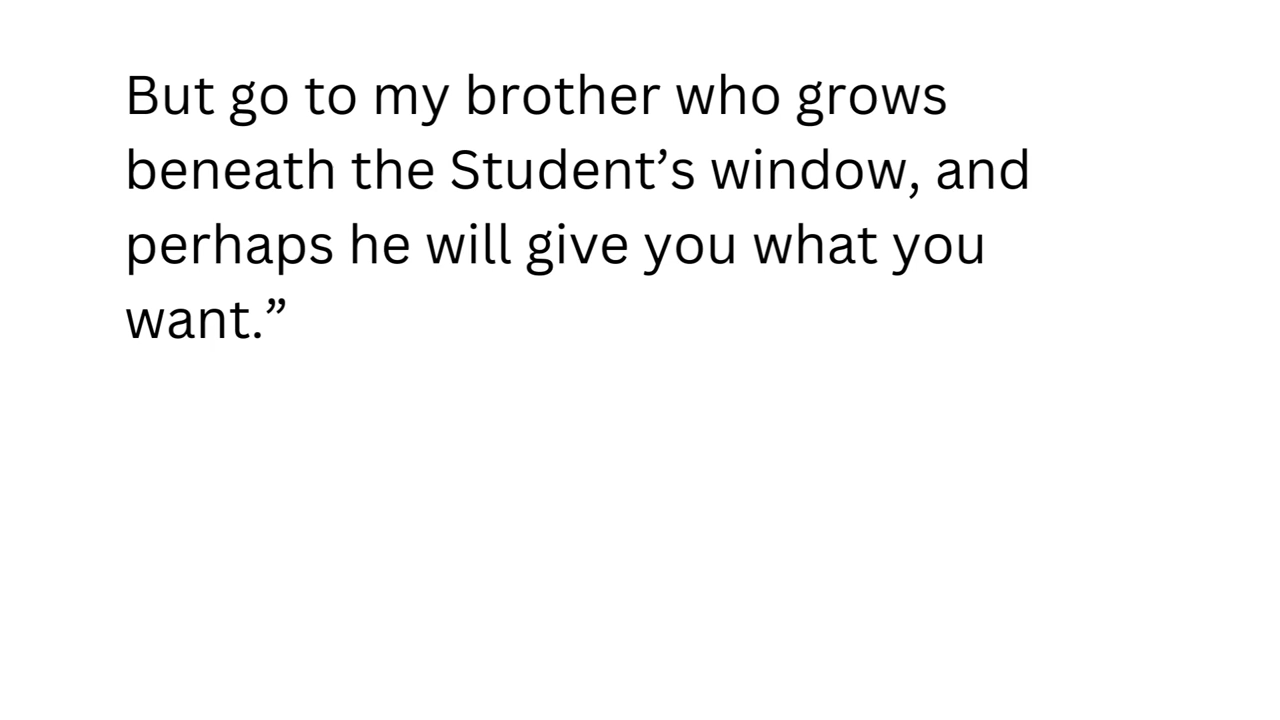 But go to my brother who grows
beneath the Student’s window, and
perhaps he will give you what you
want.”